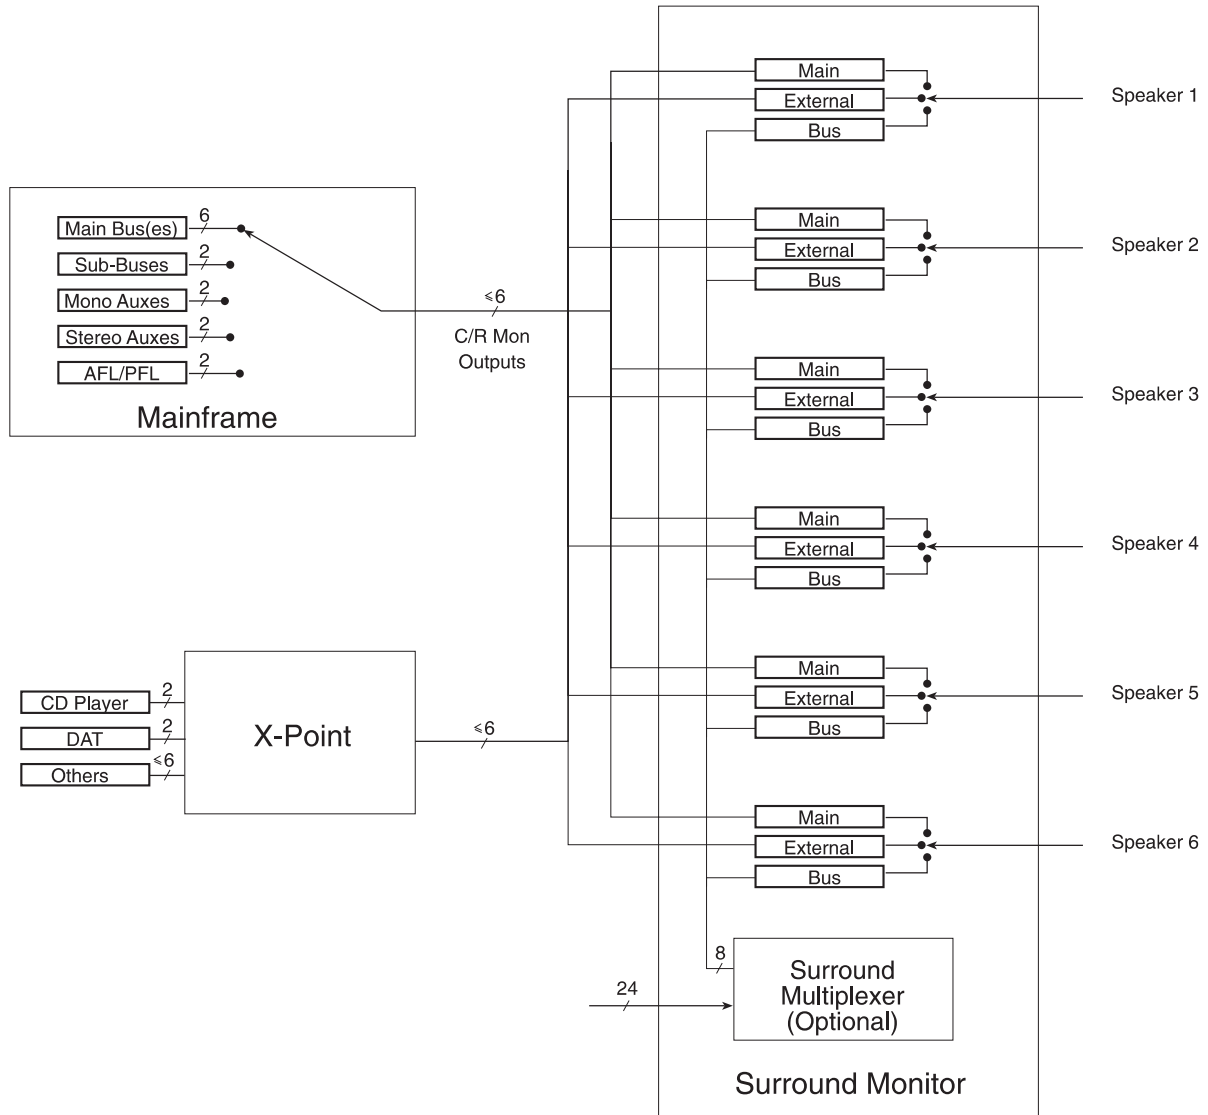 Main
External
Bus
Speaker 1
Main
External
Bus
Speaker 2
Main
External
Bus
Speaker 3
Main
External
Bus
Speaker 4
Main
External
Bus
Speaker 5
Main
External
Bus
Speaker 6
Main Bus(es)
6
Sub-Buses
2
Mono Auxes
2
Stereo Auxes
2
AFL/PFL
2
Mainframe
⩽6
C/R Mon
Outputs
CD Player
2
DAT
2
Others
⩽6
X-Point
⩽6
8
24
Surround
Multiplexer
(Optional)
Surround Monitor